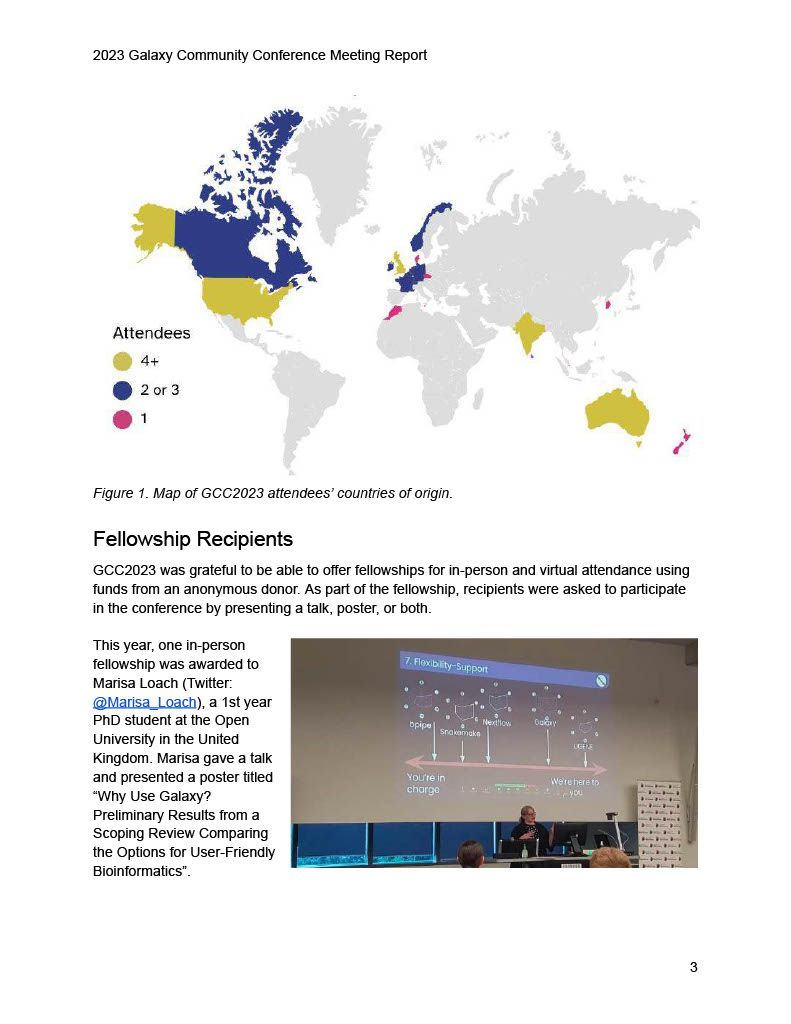 2023 Galaxy Community Conference Meeting Report
Attendees
4+
2 or 3
1
Figure 1. Map of GCC2023 attendees’ countries of origin.
Fellowship Recipients
GCC2023 was grateful to be able to offer fellowships for in-person and virtual attendance using
funds from an anonymous donor. As part of the fellowship, recipients were asked to participate
in the conference by presenting a talk, poster, or both.
This year, one in-person
fellowship was awarded to
Marisa Loach (Twitter:
@Marisa_Loach), a 1st year
PhD student at the Open
University in the United
Kingdom. Marisa gave a talk
and presented a poster titled
“Why Use Galaxy?
Preliminary Results from a
Scoping Review Comparing
the Options for User-Friendly
Bioinformatics”.
7. Flexibility-Support
Bpipe
Snakemake
Nextflow
Galaxy
UGENE
You're in
charge
We're here to
you
3